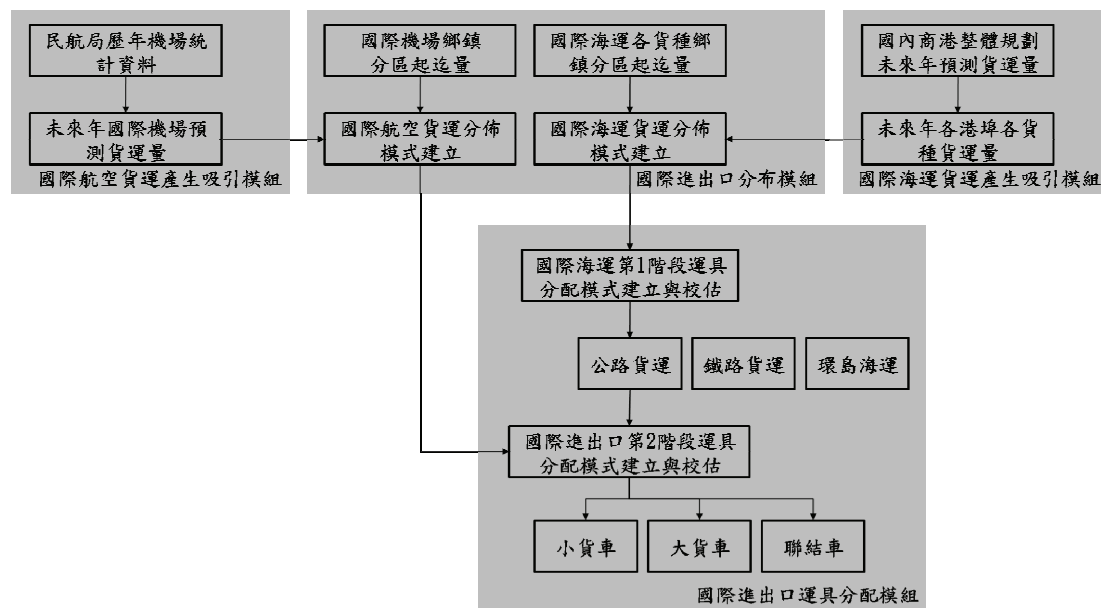 民航局歷年機場統
計資料
未來年國際機場預
測貨運量
國際航空貨運產生吸引模組
國際機場鄉鎮
分區起迄量
國際海運各貨種鄉
鎮分區起迄量
國際航空貨運分佈
模式建立
國際海運貨運分佈
模式建立
國際進出口分布模組
國內商港整體規劃
未來年預測貨運量
未來年各港埠各貨
種貨運量
國際海運貨運產生吸引模組
國際海運第1階段運具
分配模式建立與校估
公路貨運
鐵路貨運
環島海運
國際進出口第2階段運具
分配模式建立與校估
小貨車
大貨車
聯結車
國際進出口運具分配模組